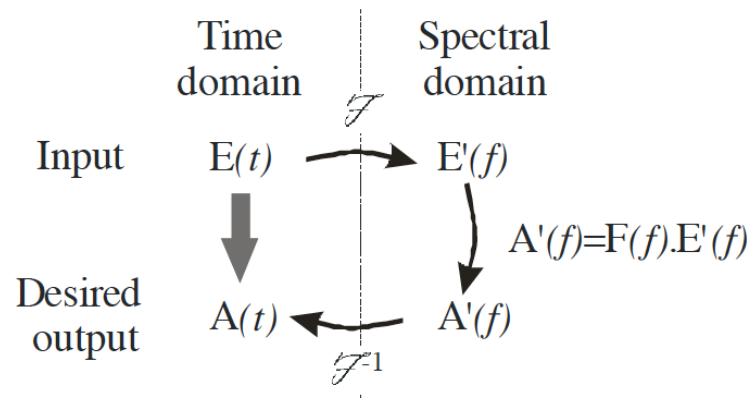 Time
domain
Spectral
domain
ℱ
Input
E(t)
E'(f)
A'(f)=F(f).E'(f)
Desired
output
A(t)
A'(f)
ℱ-1